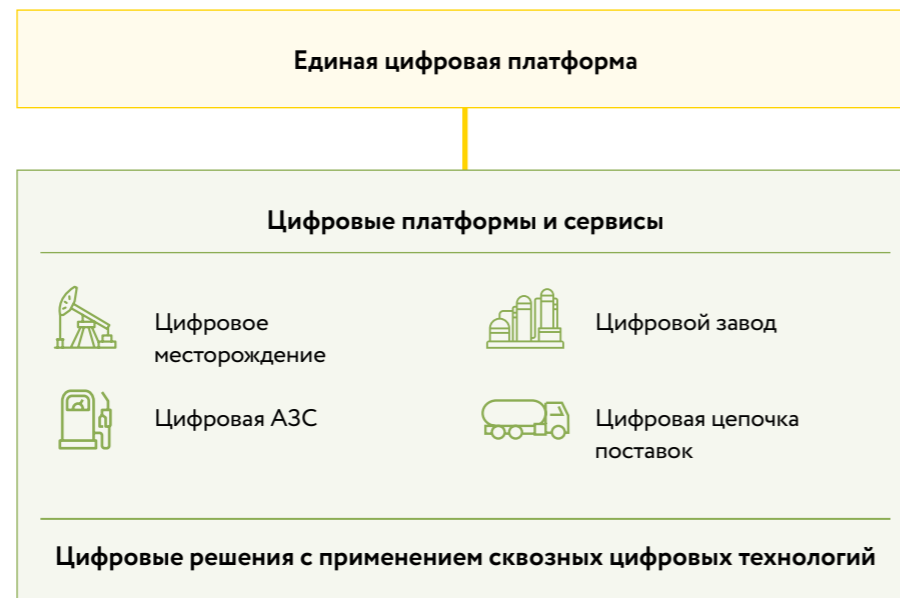 Единая цифровая платформа
Цифровые платформы и сервисы
Цифровое
месторождение
Цифровой завод
Цифровая АЗС
Цифровая цепочка
поставок
Цифровые решения с применением сквозных цифровых технологий